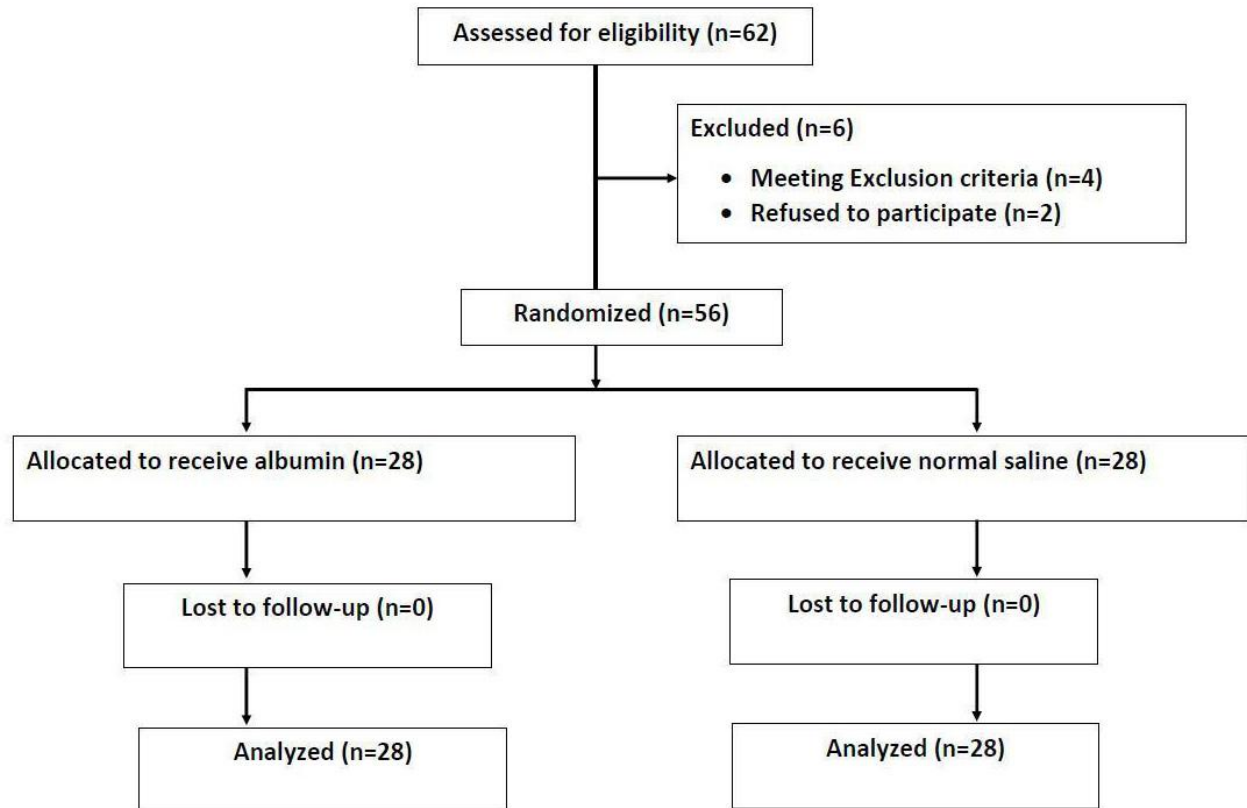 Assessed for eligibility (n=62)
Excluded (n=6)
• Meeting Exclusion criteria (n=4)
• Refused to participate (n=2)
Randomized (n=56)
Allocated to receive albumin (n=28)
Allocated to receive normal saline (n=28)
Lost to follow-up (n=0)
Lost to follow-up (n=0)
Analyzed (n=28)
Analyzed (n=28)